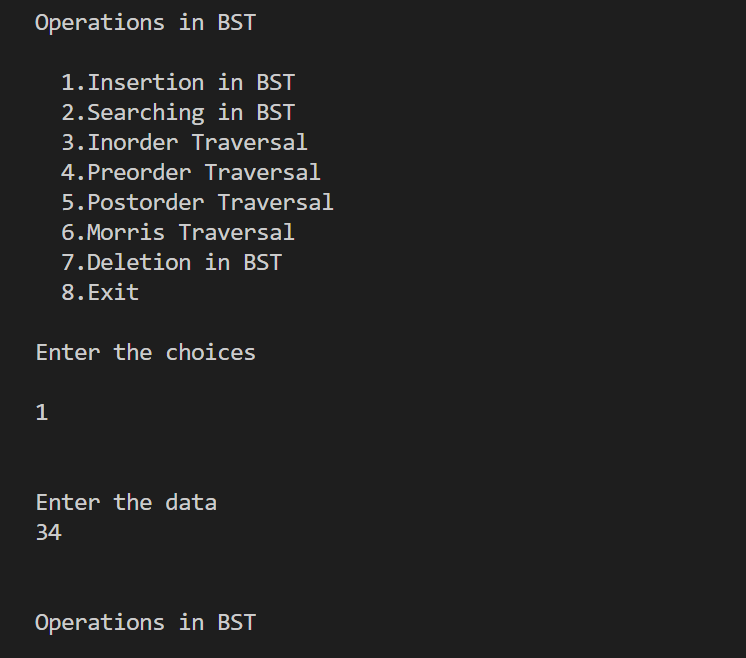 Operations in BST
1.Insertion in BST
2.Searching in BST
3.Inorder Traversal
4.Preorder Traversal
5.Postorder Traversal
6.Morris Traversal
7.Deletion in BST
8.Exit
Enter the choices
1
Enter the data
34
Operations in BST